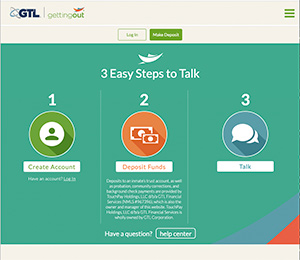 GTL gettingout
Log In Make Deposit
3 Easy Steps to Talk
1 2 3
Create Account Deposit Funds Talk
Have an account? Log In
Deposits to an inmate's trust account, as well
as probation, community corrections, and
background check payments are provided by
TouchPay Holdings, LLC d/b/a GTL
Financial Services (NMLS #967396), which is also the
owner and manager of this website. TouchPay
Holdings, LLC d/b/a GTL Financial Services is
wholly owned by GTL Corporation.
Have a question? help center